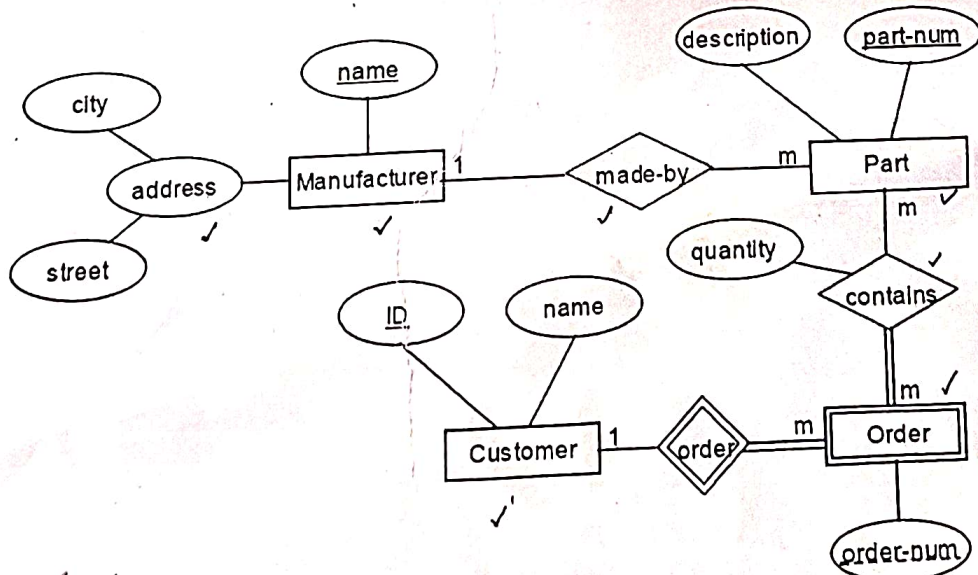 description
part-num
name
city
address
Manufacturer
1
made-by
m
Part
m
street
quantity
contains
ID
name
m
Customer
1
order
m
Order
order-num